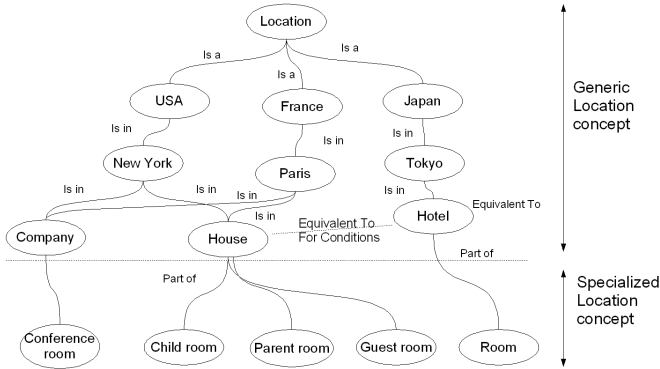 Location
Is a
Is a
Is a
USA
France
Japan
Generic
Location
concept
Is in
Is in
Is in
New York
Paris
Tokyo
Is in
Is in
Is in
Is in
Is in
Hotel
Equivalent To
Company
House
Equivalent To
For Conditions
Part of
Part of
Specialized
Location
concept
Conference
room
Child room
Parent room
Guest room
Room